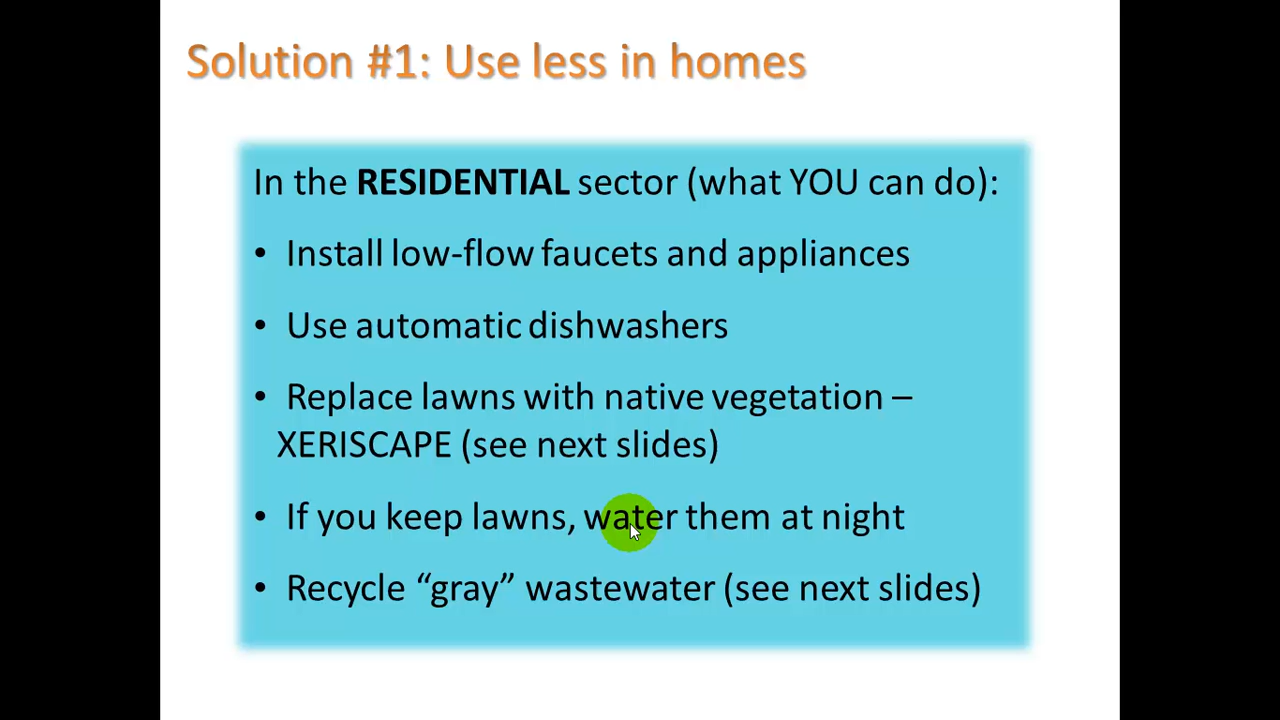 Solution #1: Use less in homes
In the RESIDENTIAL sector (what YOU can do):
• Install low-flow faucets and appliances
• Use automatic dishwashers
• Replace lawns with native vegetation –
XERISCAPE (see next slides)
• If you keep lawns, water them at night
• Recycle “gray” wastewater (see next slides)